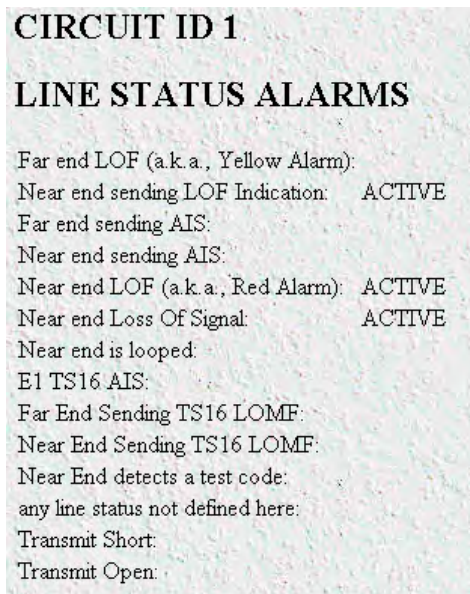 CIRCUIT ID 1
LINE STATUS ALARMS
Far end LOF (a.k.a., Yellow Alarm):
Near end sending LOF Indication: ACTIVE
Far end sending AIS:
Near end sending AIS:
Near end LOF (a.k.a., Red Alarm): ACTIVE
Near end Loss Of Signal: ACTIVE
Near end is looped:
E1 TS16 AIS:
Far End Sending TS16 LOMF:
Near End Sending TS16 LOMF:
Near End detects a test code:
any line status not defined here:
Transmit Short:
Transmit Open: